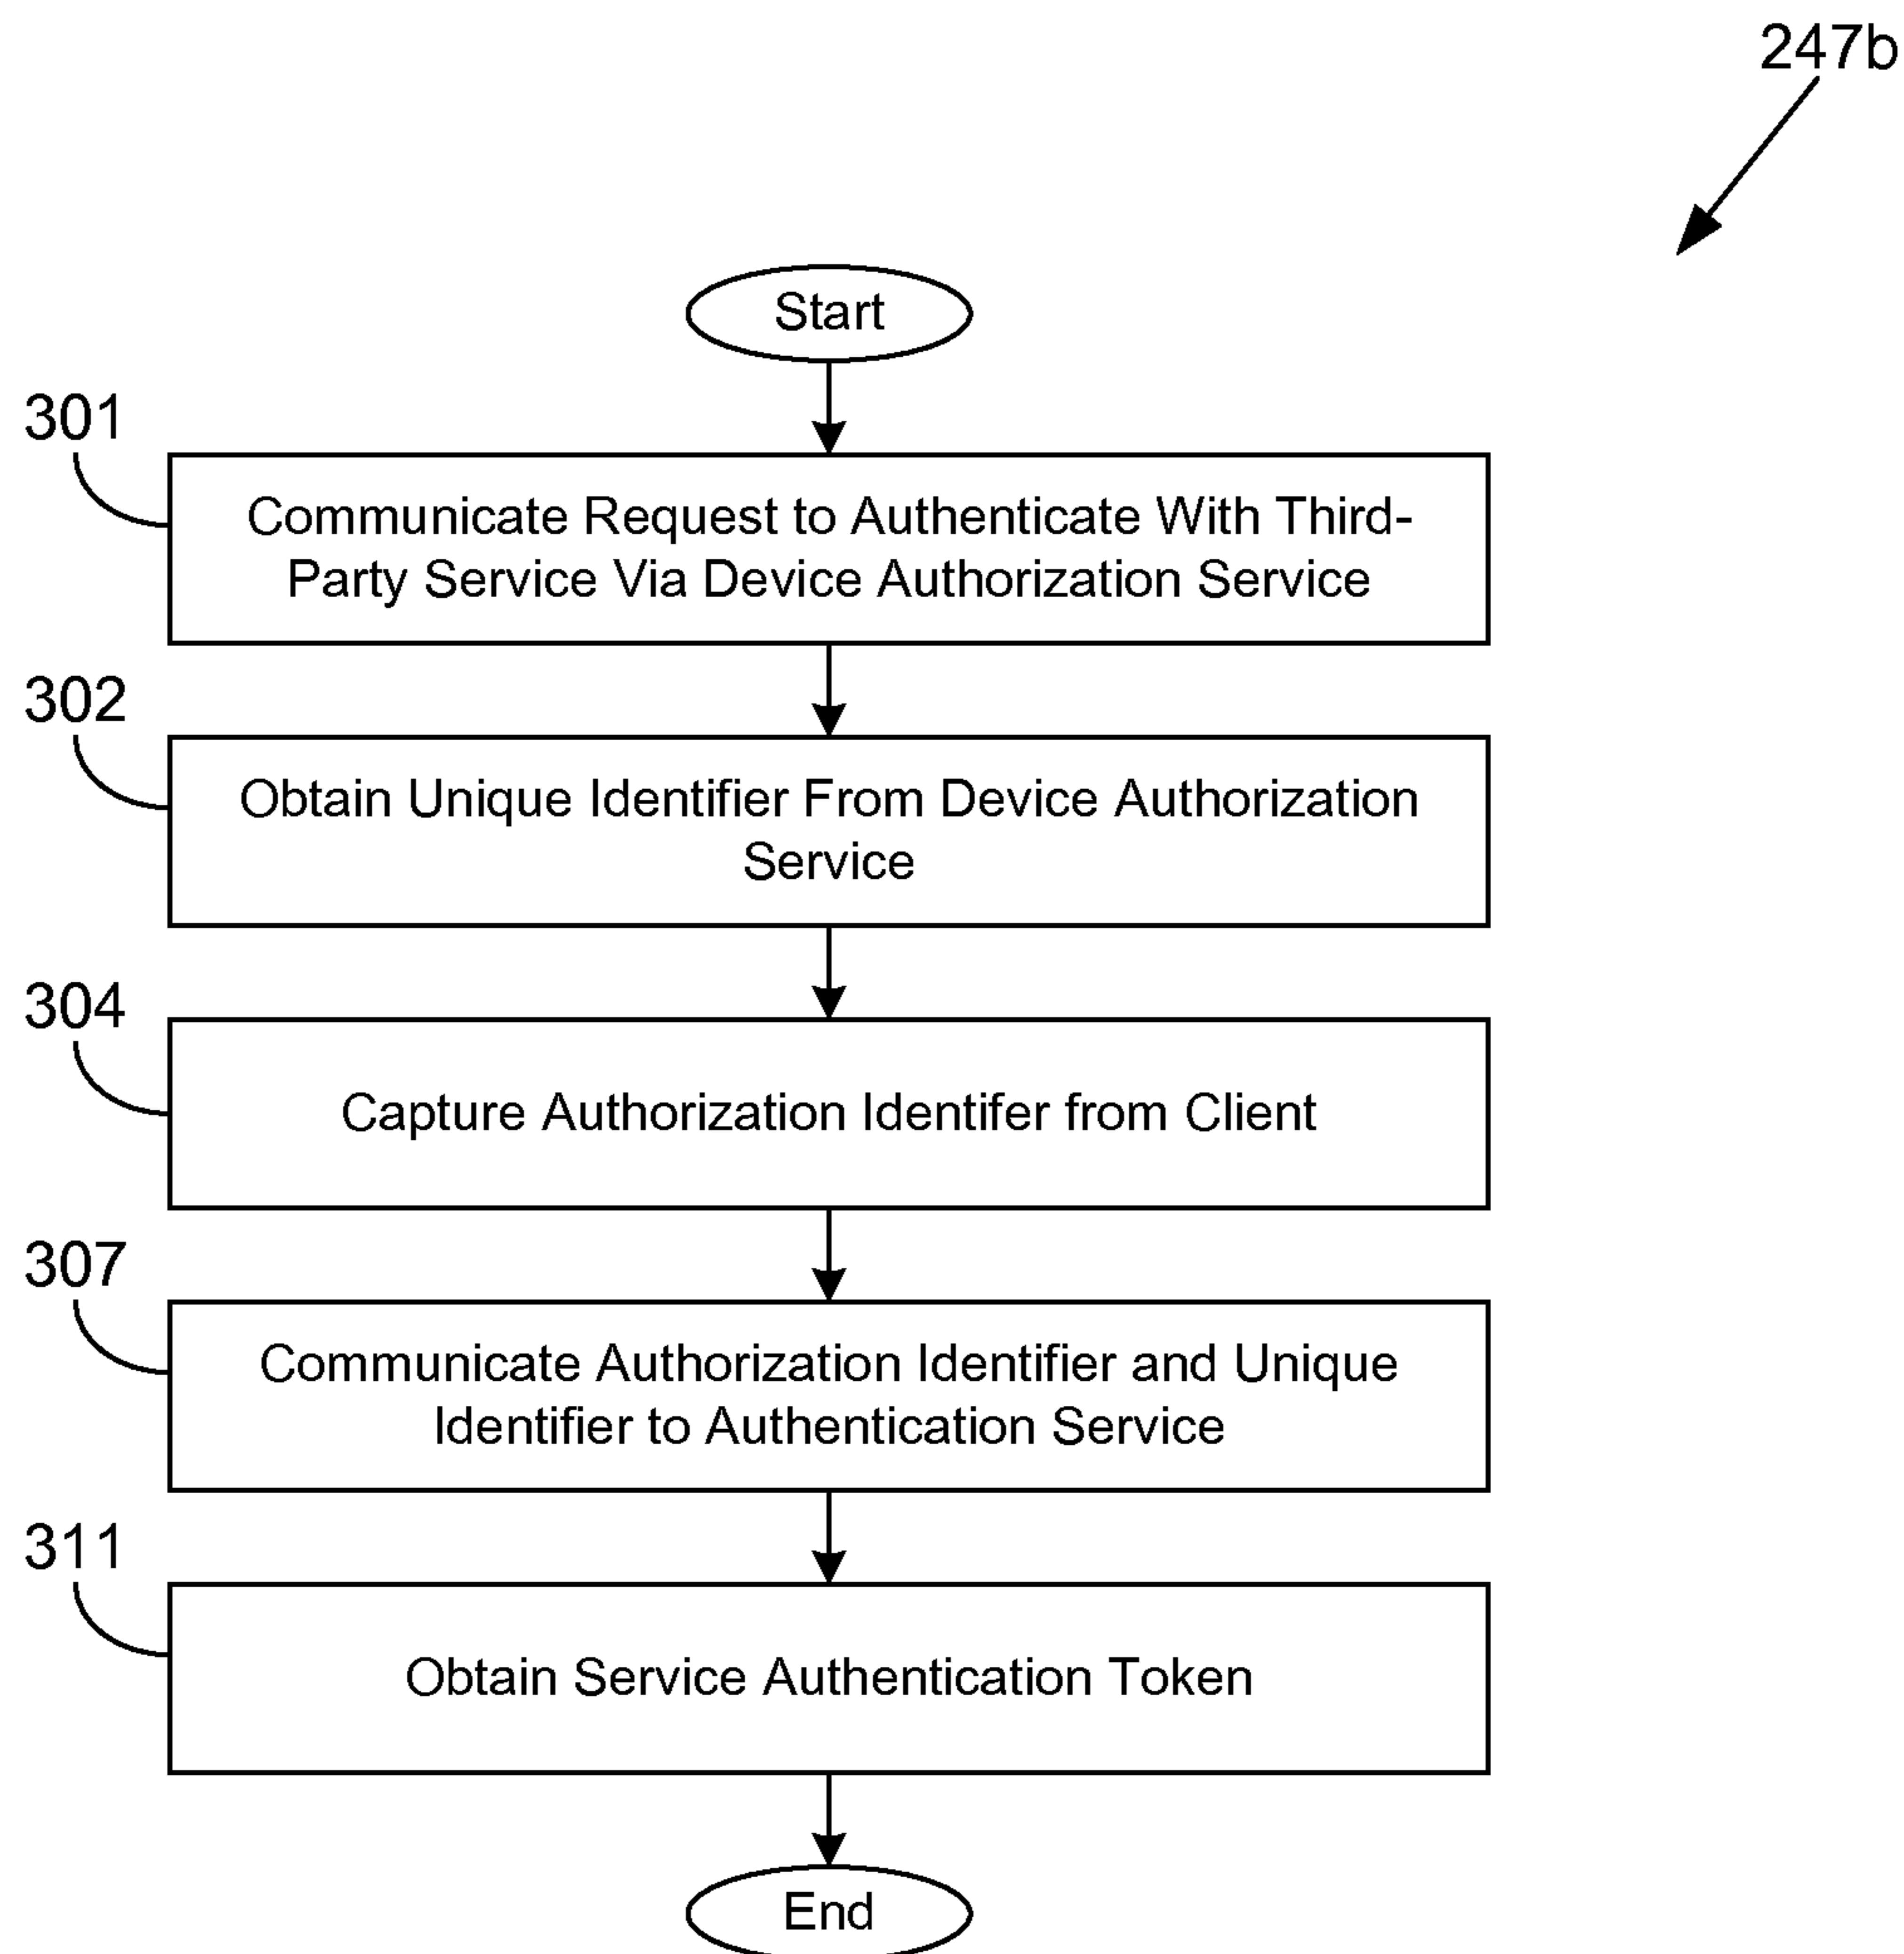 247b
Start
301
Communicate Request to Authenticate With Third-
Party Service Via Device Authorization Service
302
Obtain Unique Identifier From Device Authorization
Service
304
Capture Authorization Identifer from Client
307
Communicate Authorization Identifier and Unique
Identifier to Authentication Service
311
Obtain Service Authentication Token
End